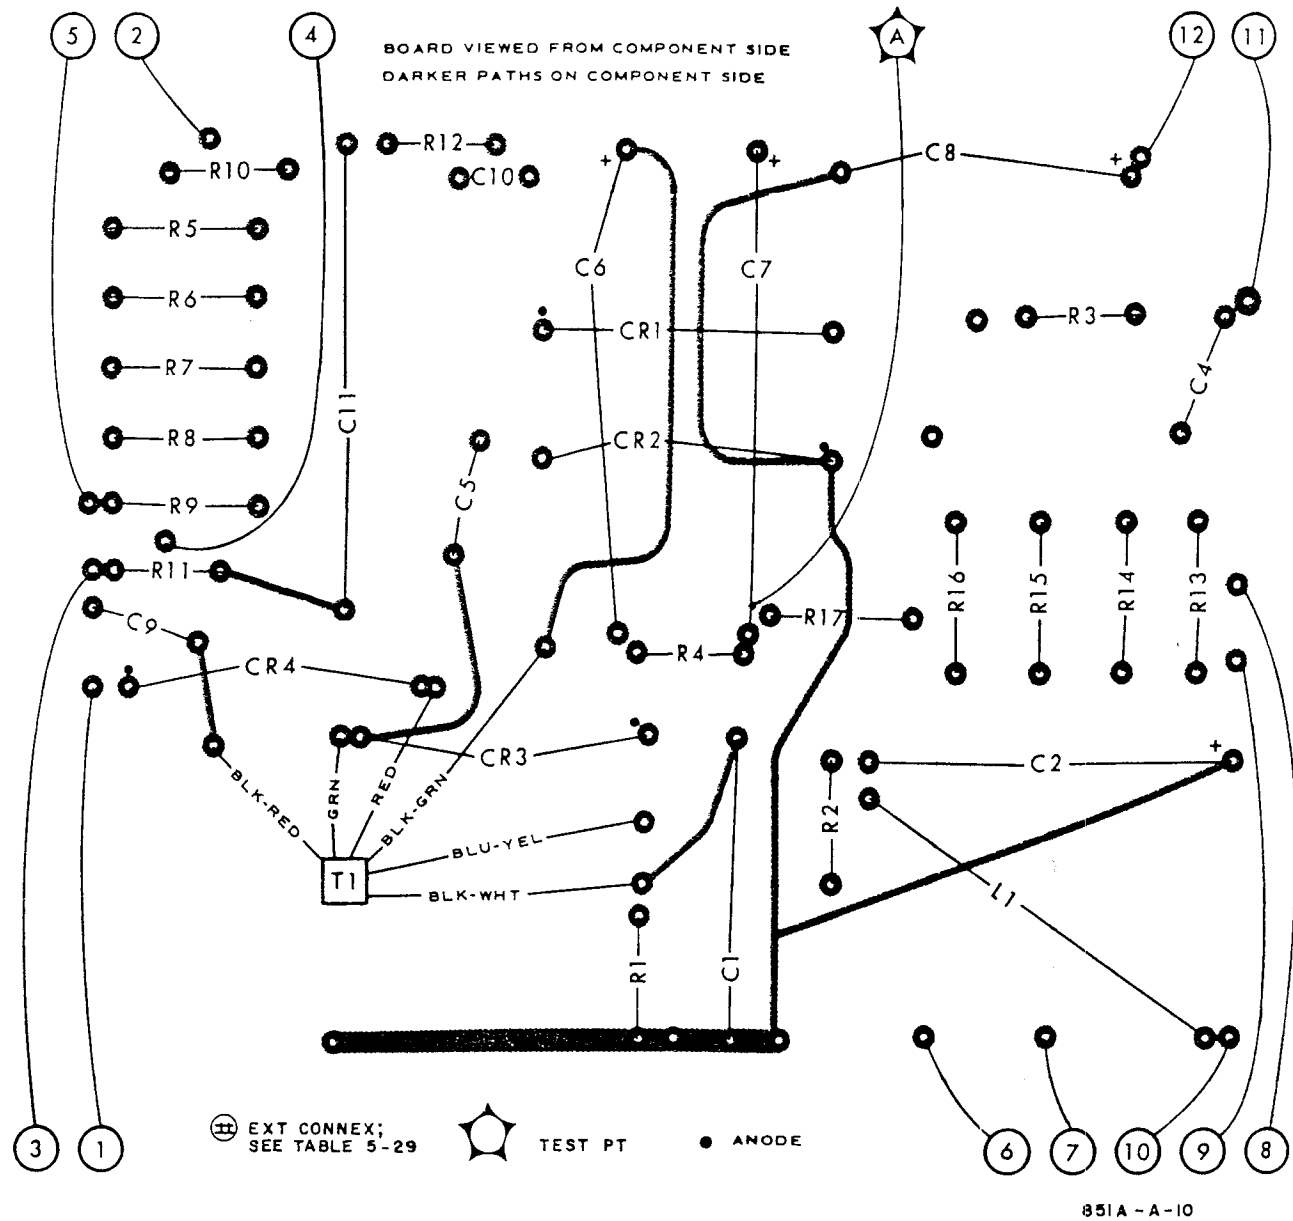 5 2 4 A 12 11
BOARD VIEWED FROM COMPONENT SIDE
DARKER PATHS ON COMPONENT SIDE
R12
C8
+ + +
R10
C10
R5
C6
C7
R6
CR1
R3
R7
C4
C11
R8
CR2
C5
R9
R11
R16 R15 R14 R13
C9
R17
R4
CR4
CR3
C2
+
BLK-RED
GRN
RED
BLK-GRN
R2
BLU-YEL
T1
BLK-WHT
L1
R1
C1
EXT CONNEX;
SEE TABLE 5-29
TEST PT
ANODE
3 1 6 7 10 9 8
851A-A-10